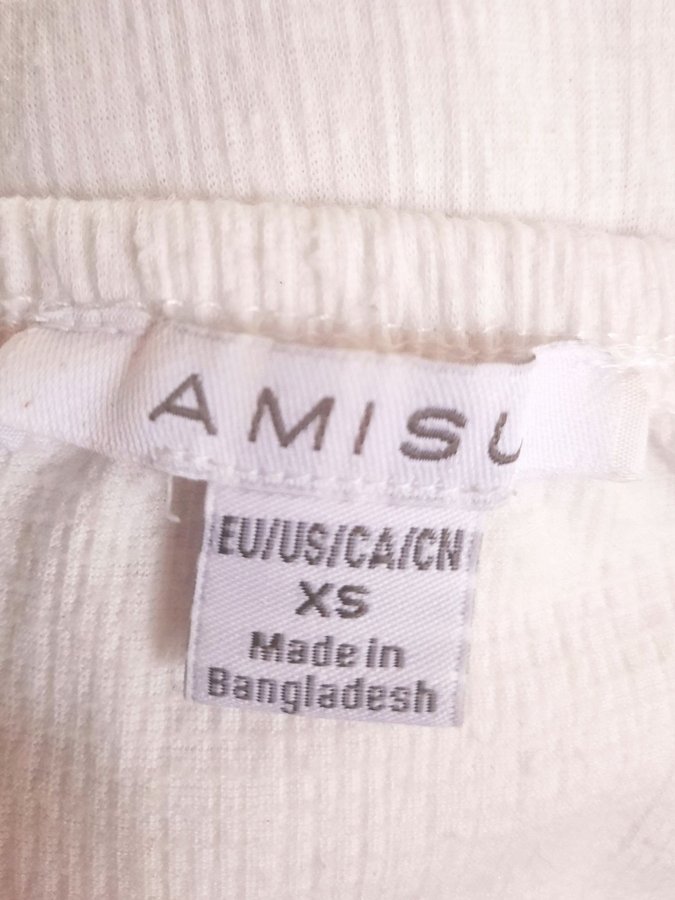 AMISU
EU/US/CA/CN
XS
Made in
Bangladesh